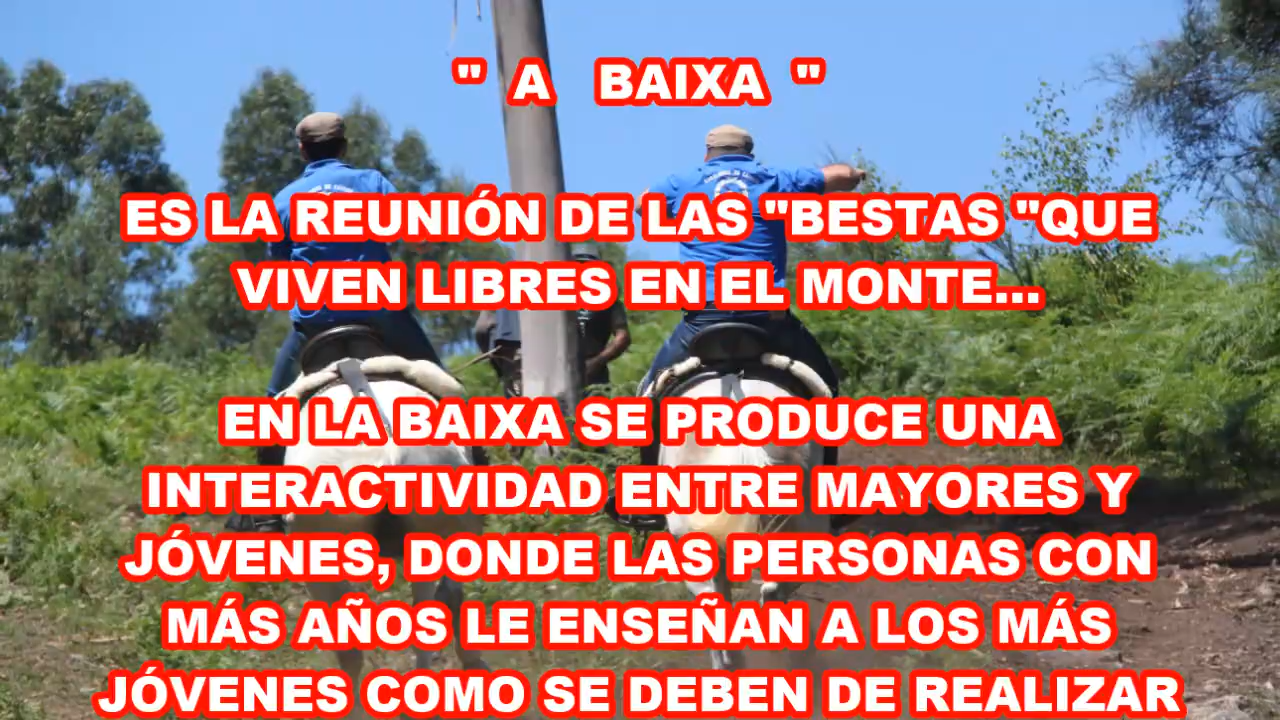 " A BAIXA "
ES LA REUNIÓN DE LAS "BESTAS "QUE
VIVEN LIBRES EN EL MONTE...
EN LA BAIXA SE PRODUCE UNA
INTERACTIVIDAD ENTRE MAYORES Y
JÓVENES, DONDE LAS PERSONAS CON
MÁS AÑOS LE ENSEÑAN A LOS MÁS
JÓVENES COMO SE DEBEN DE REALIZAR